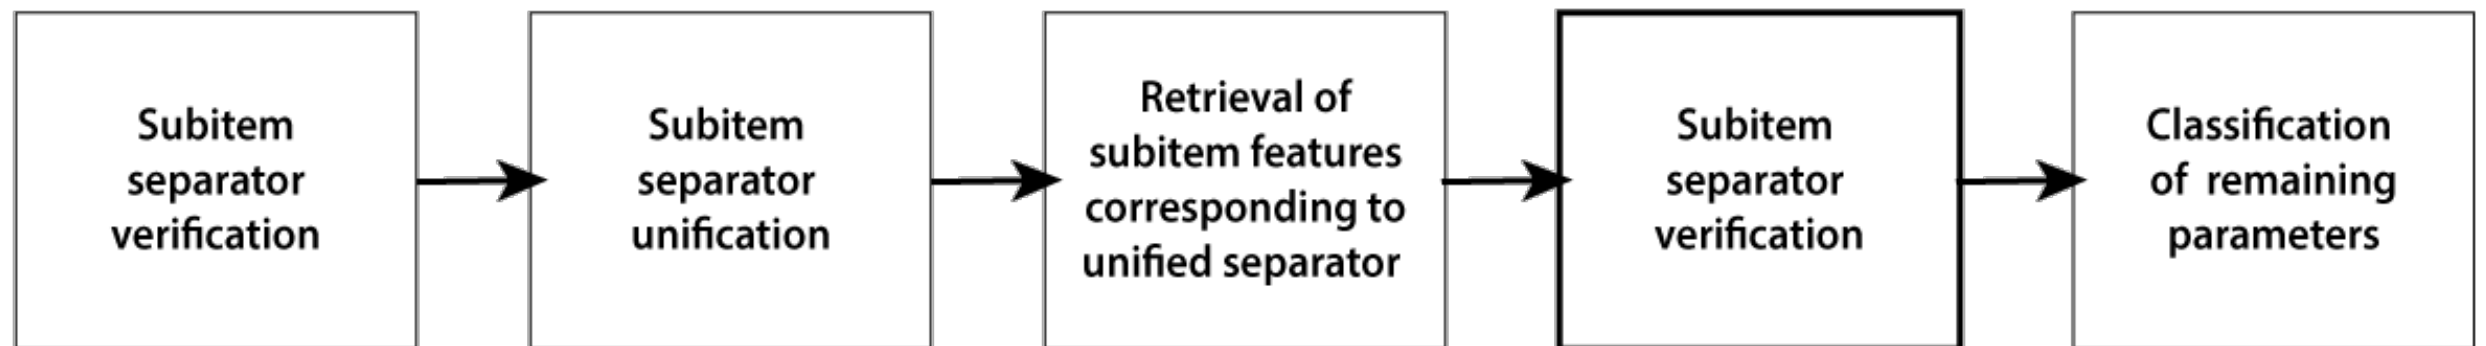 Subitem
separator
verification
Subitem
separator
unification
Retrieval of
subitem features
corresponding to
unified separator
Subitem
separator
verification
Classification
of remaining
parameters